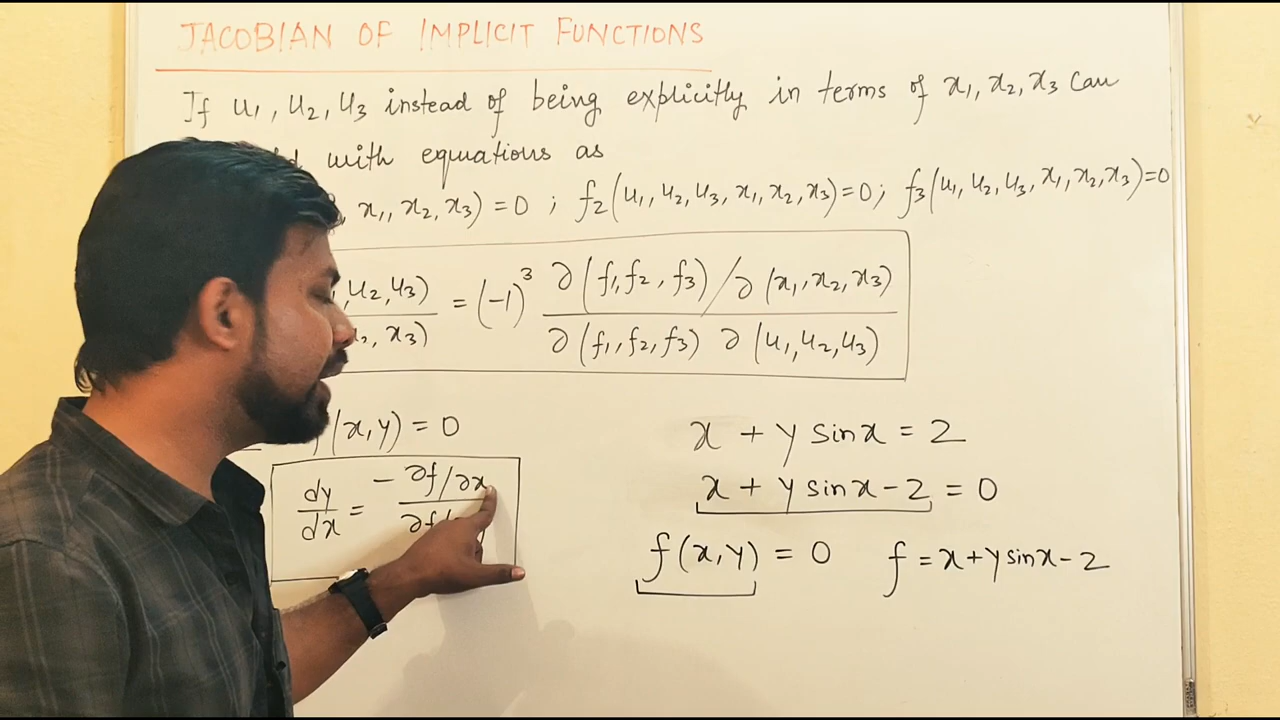 JACOBIAN OF IMPLICIT FUNCTIONS
If u1, u2, u3 instead of being explicitly in terms of x1, x2, x3 can
with equations as
x1, x2, x3) = 0 ; f2(u1, u2, u3, x1, x2, x3) = 0; f3(u1, u2, u3, x1, x2, x3) = 0
, u2, u3) = (-1)^3 ∂(f1, f2, f3) / ∂(x1, x2, x3)
, x3) ∂(f1, f2, f3) ∂(u1, u2, u3)
(x, y) = 0
dy/dx = -∂f/∂x
∂f/
x + y sinx = 2
x + y sinx - 2 = 0
f(x, y) = 0 f = x + y sinx - 2